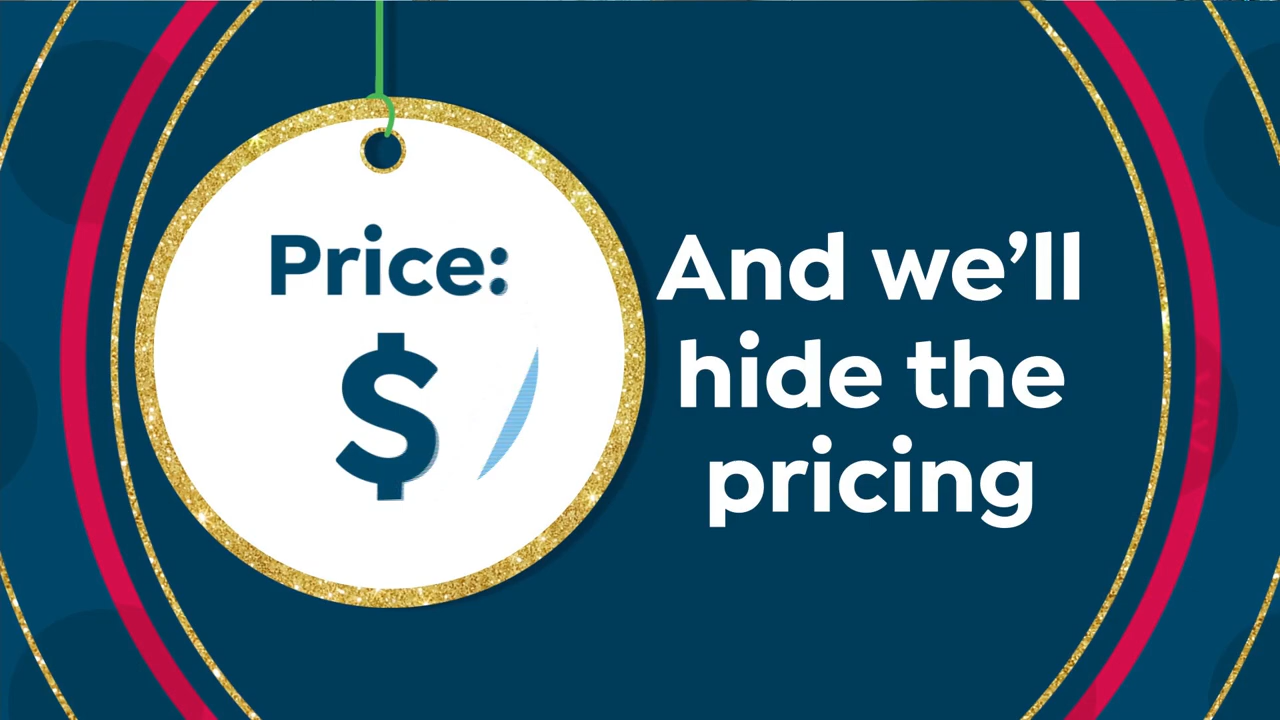 Price:
$
And we'll
hide the
pricing